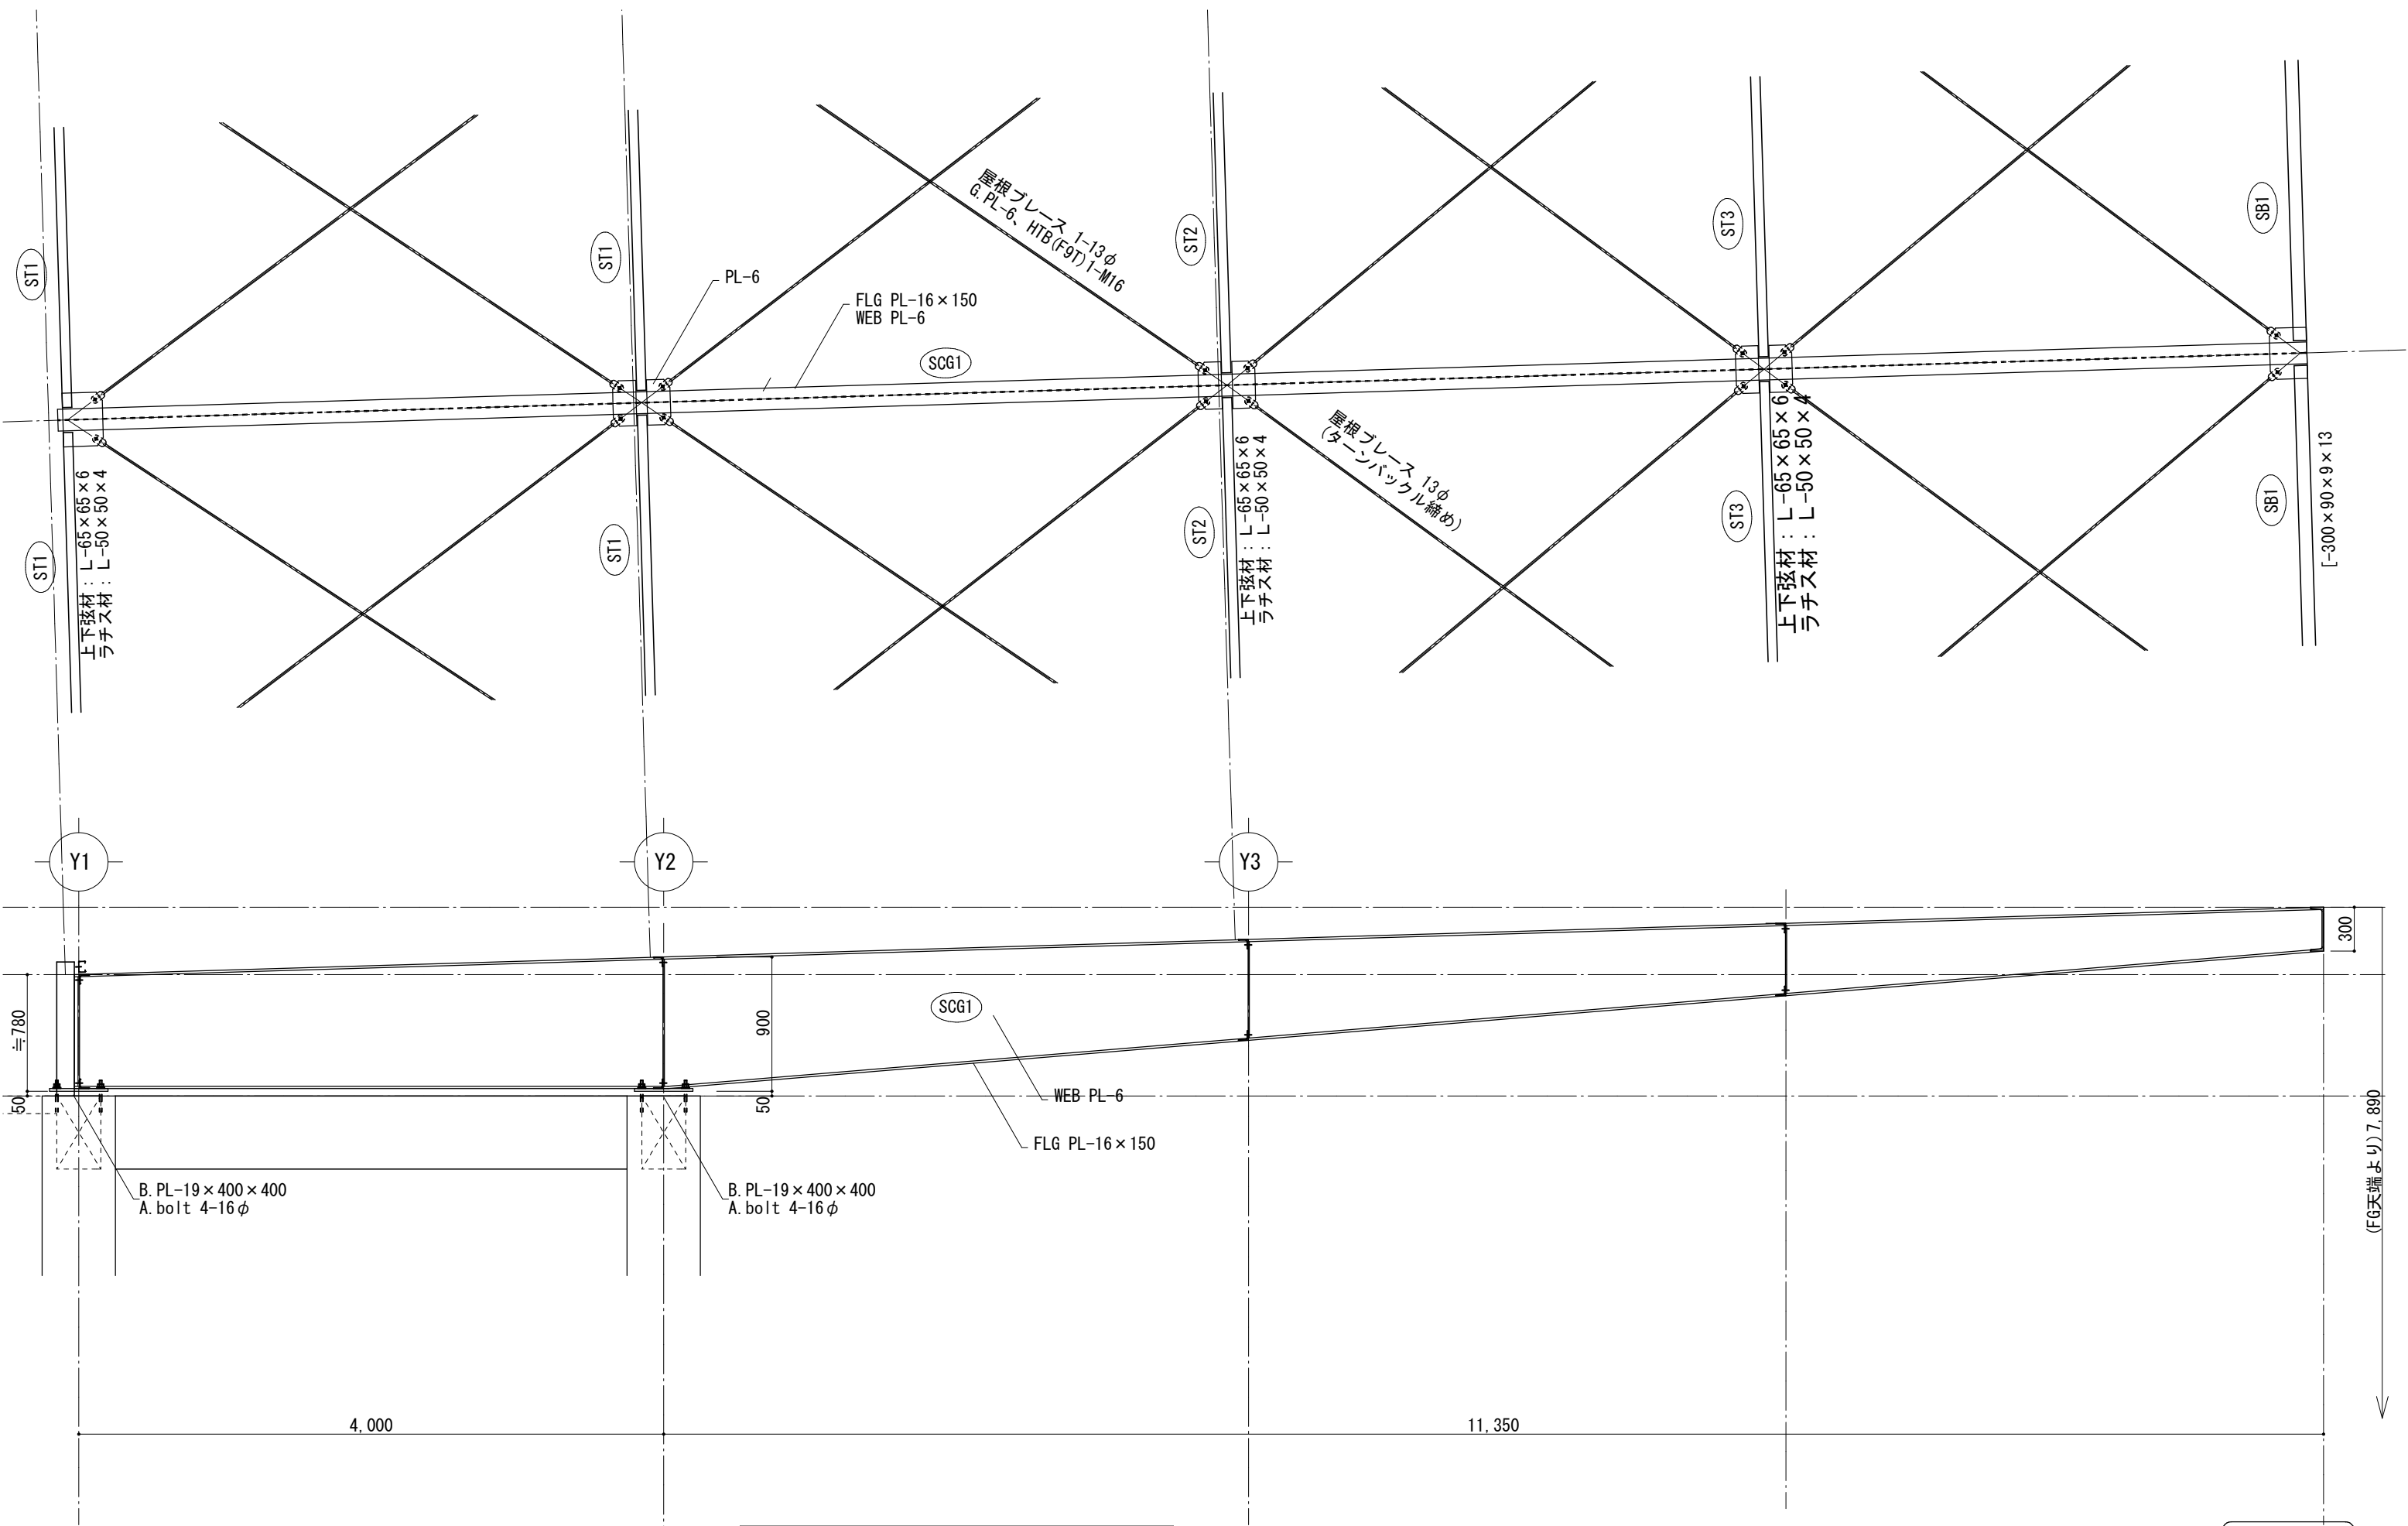 屋根ブレース 1-13φ
G.PL-6、HTB(F9T)1-M16
ST1
ST1
ST2
ST3
SB1
PL-6
FLG PL-16×150
WEB PL-6
SCG1
屋根ブレース 13φ
(ターンバックル締め)
ST1
上下弦材：L-65×65×6
ラチス材：L-50×50×4
ST1
ST2
上下弦材：L-65×65×6
ラチス材：L-50×50×4
ST3
上下弦材：L-65×65×6
ラチス材：L-50×50×4
SB1
[-300×90×9×13
Y1
Y2
Y3
300
≒780
900
SCG1
50
50
WEB PL-6
FLG PL-16×150
(FG天端より)7,890
B.PL-19×400×400
A.bolt 4-16φ
B.PL-19×400×400
A.bolt 4-16φ
4,000
11,350